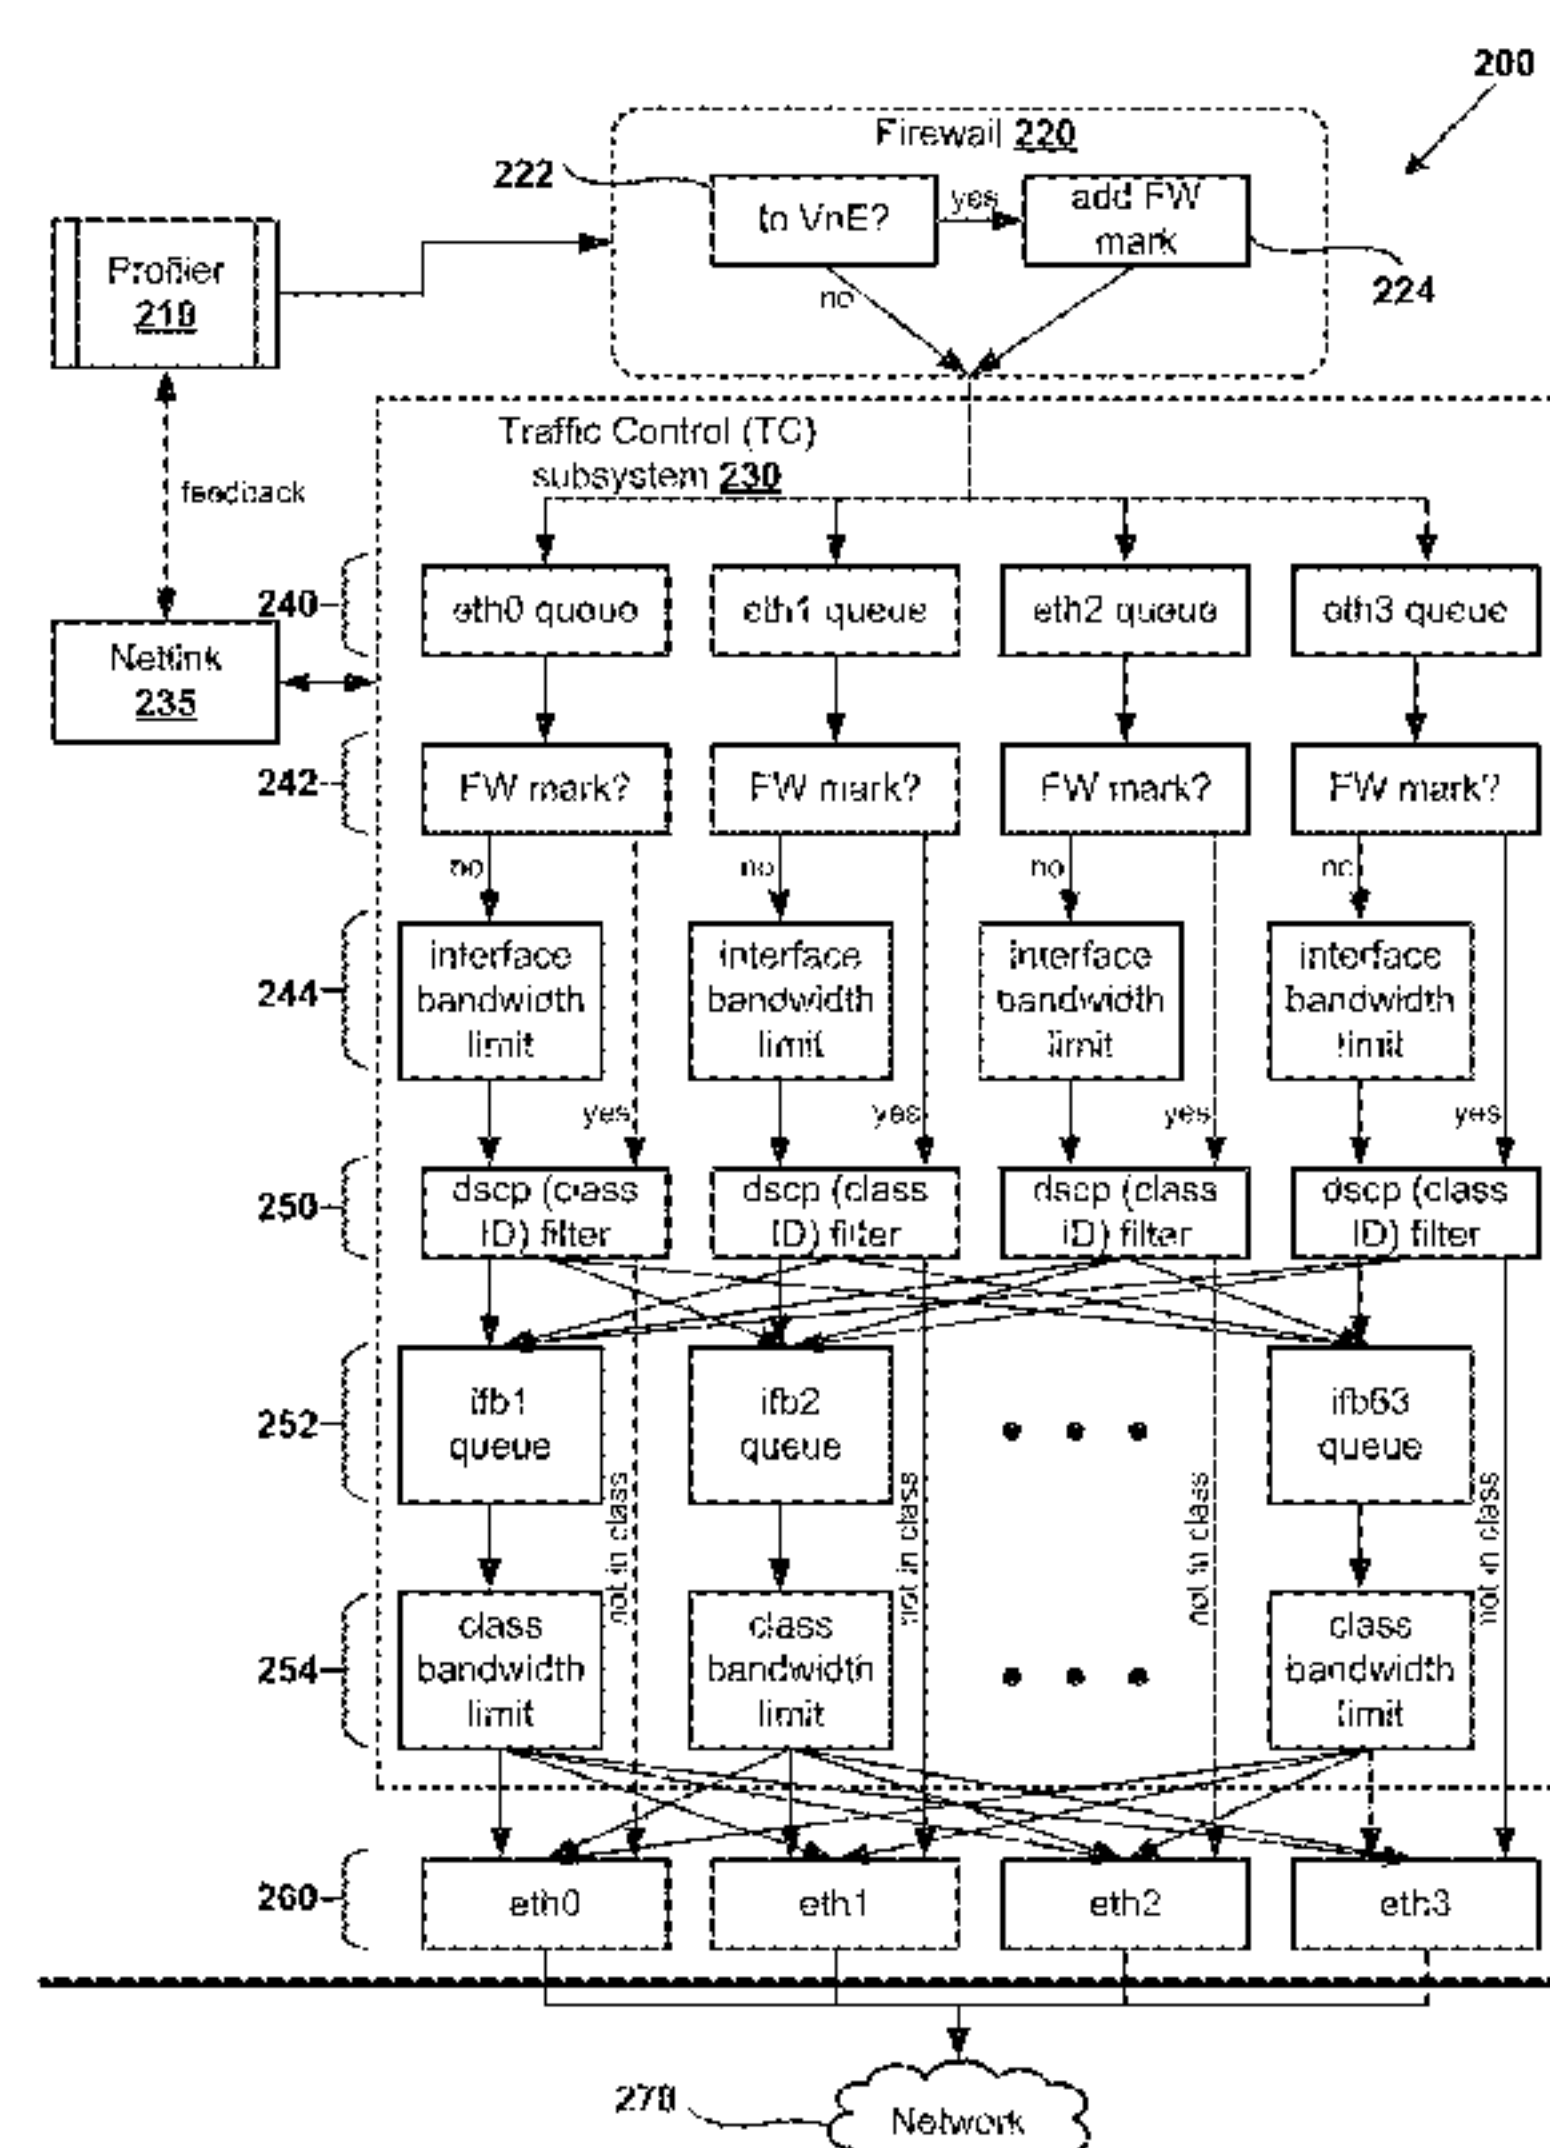 200
Firewall 220
222
to VnE?
yes
add FW
mark
224
no
Profiler
210
Traffic Control (TC)
subsystem 230
feedback
240
eth0 queue
eth1 queue
eth2 queue
eth3 queue
Netlink
235
242
FW mark?
FW mark?
FW mark?
FW mark?
no
no
no
no
244
interface
bandwidth
limit
interface
bandwidth
limit
interface
bandwidth
limit
interface
bandwidth
limit
yes
yes
yes
yes
250
dscp (class
ID) filter
dscp (class
ID) filter
dscp (class
ID) filter
dscp (class
ID) filter
252
ifb1
queue
ifb2
queue
ifb63
queue
not in class
not in class
not in class
not in class
254
class
bandwidth
limit
class
bandwidth
limit
class
bandwidth
limit
260
eth0
eth1
eth2
eth3
270
Network